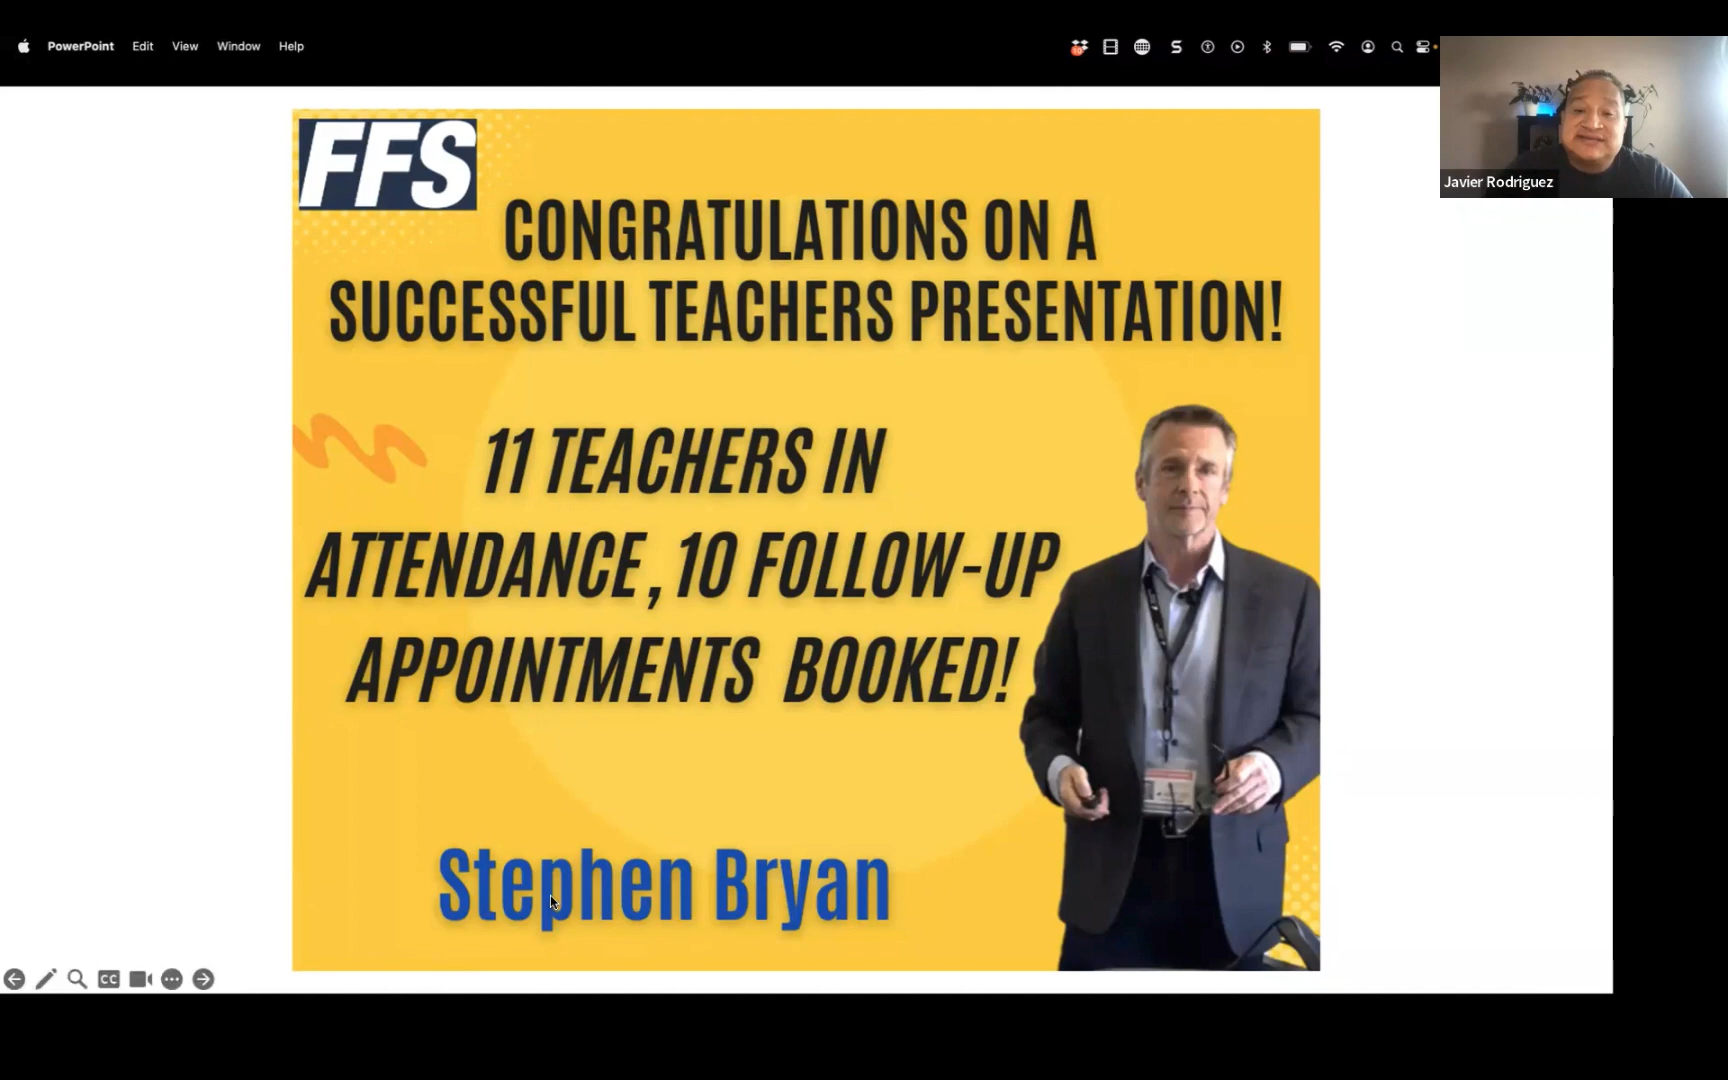 PowerPoint Edit View Window Help
Javier Rodriguez
FFS
CONGRATULATIONS ON A
SUCCESSFUL TEACHERS PRESENTATION!
11 TEACHERS IN
ATTENDANCE, 10 FOLLOW-UP
APPOINTMENTS BOOKED!
Stephen Bryan
CC